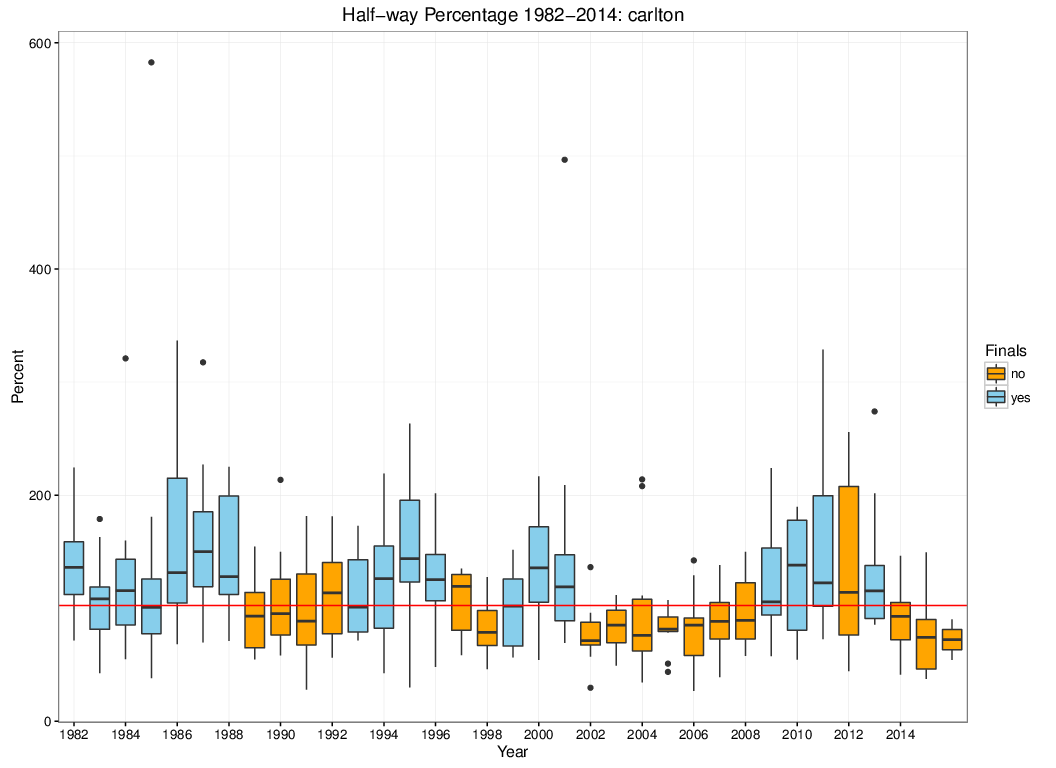 Half−way Percentage 1982−2014: carlton
600
400
200
0
Percent
1982 1984 1986 1988 1990 1992 1994 1996 1998 2000 2002 2004 2006 2008 2010 2012 2014
Year
Finals
no
yes